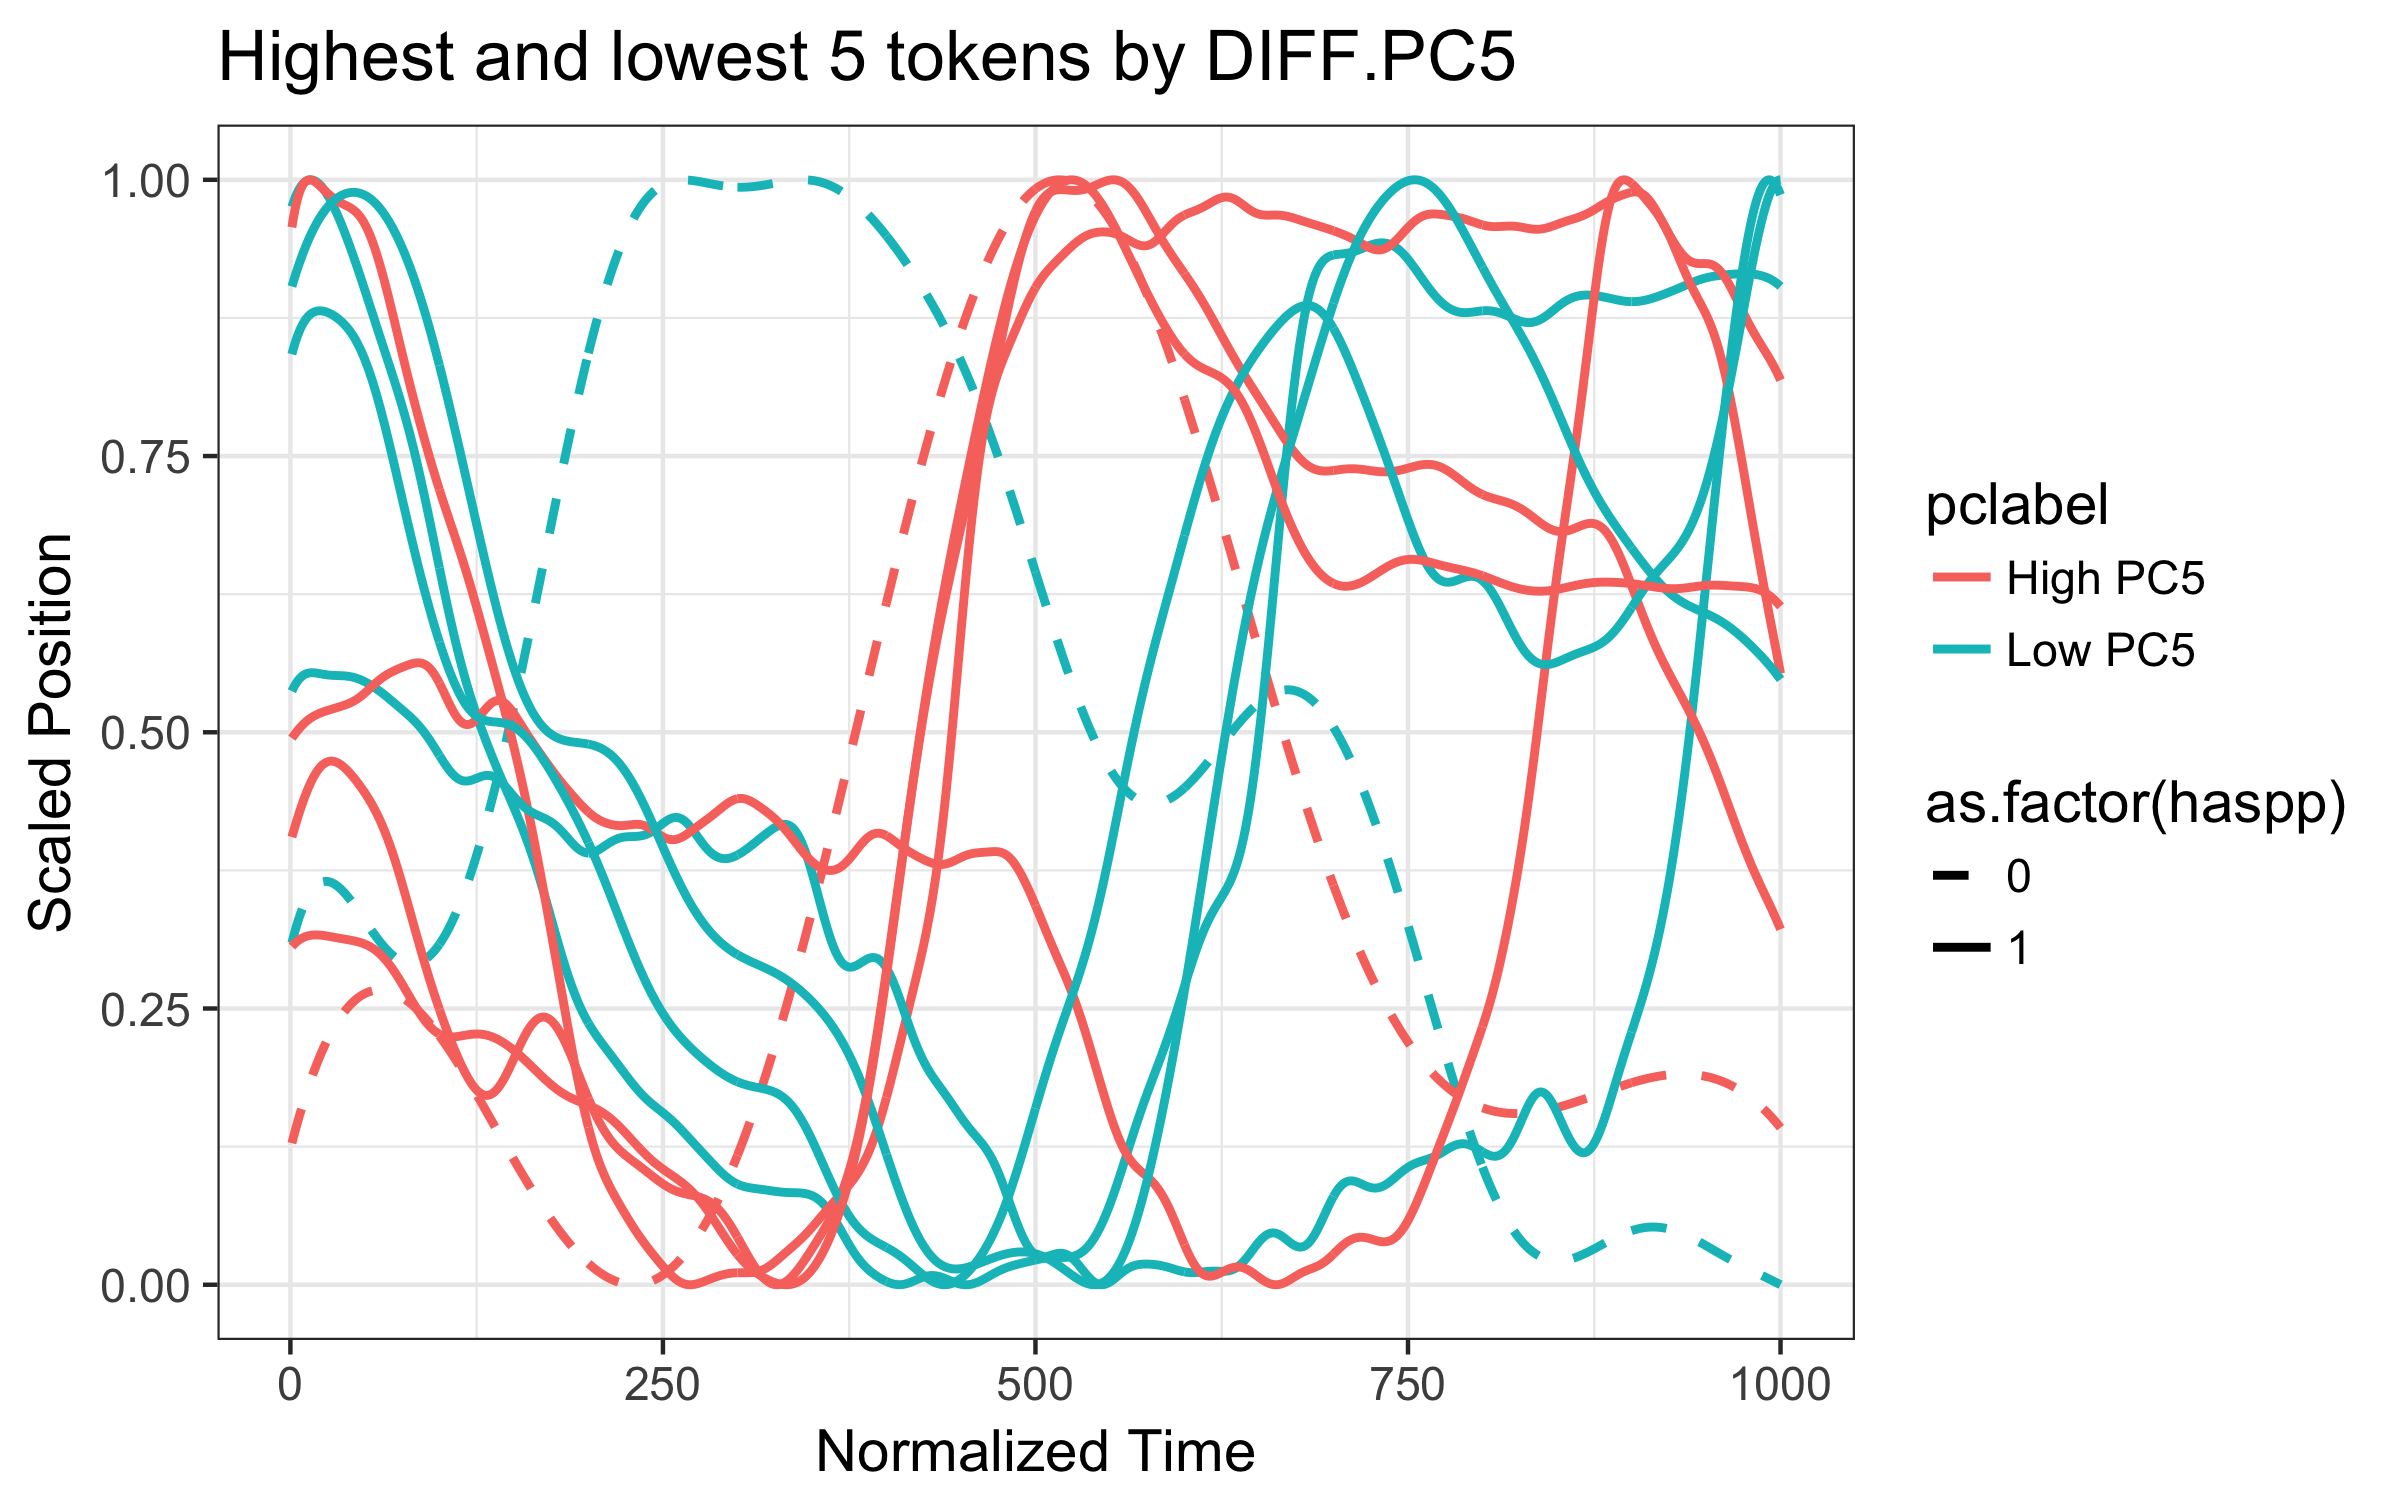 Highest and lowest 5 tokens by DIFF.PC5
Scaled Position
1.00
0.75
0.50
0.25
0.00
0 250 500 750 1000
Normalized Time
pclabel
High PC5
Low PC5
as.factor(haspp)
0
1